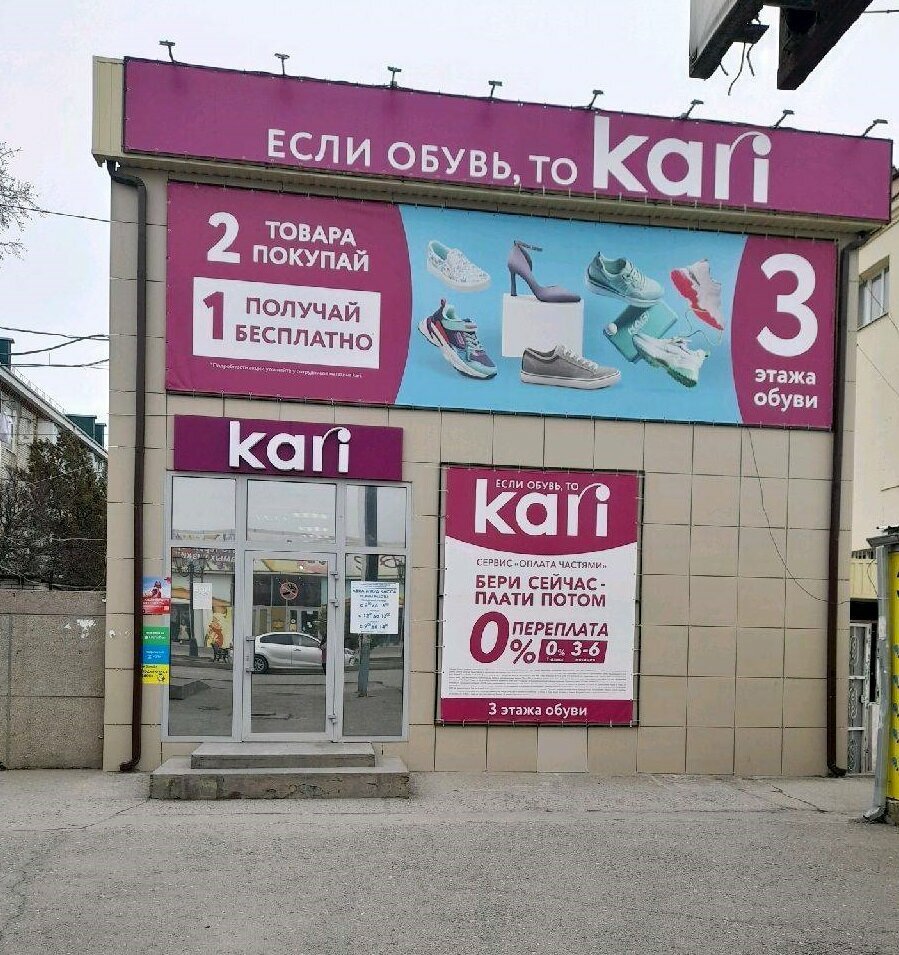 ЕСЛИ ОБУВЬ, ТО kari
2 ТОВАРА
ПОКУПАЙ
1 ПОЛУЧАЙ
БЕСПЛАТНО
3
этажа
обуви
kari
ЕСЛИ ОБУВЬ, ТО
kari
СЕРВИС «ОПЛАТА ЧАСТЯМИ»
БЕРИ СЕЙЧАС -
ПЛАТИ ПОТОМ
0% ПЕРЕПЛАТА
0% 3-6
3 этажа обуви